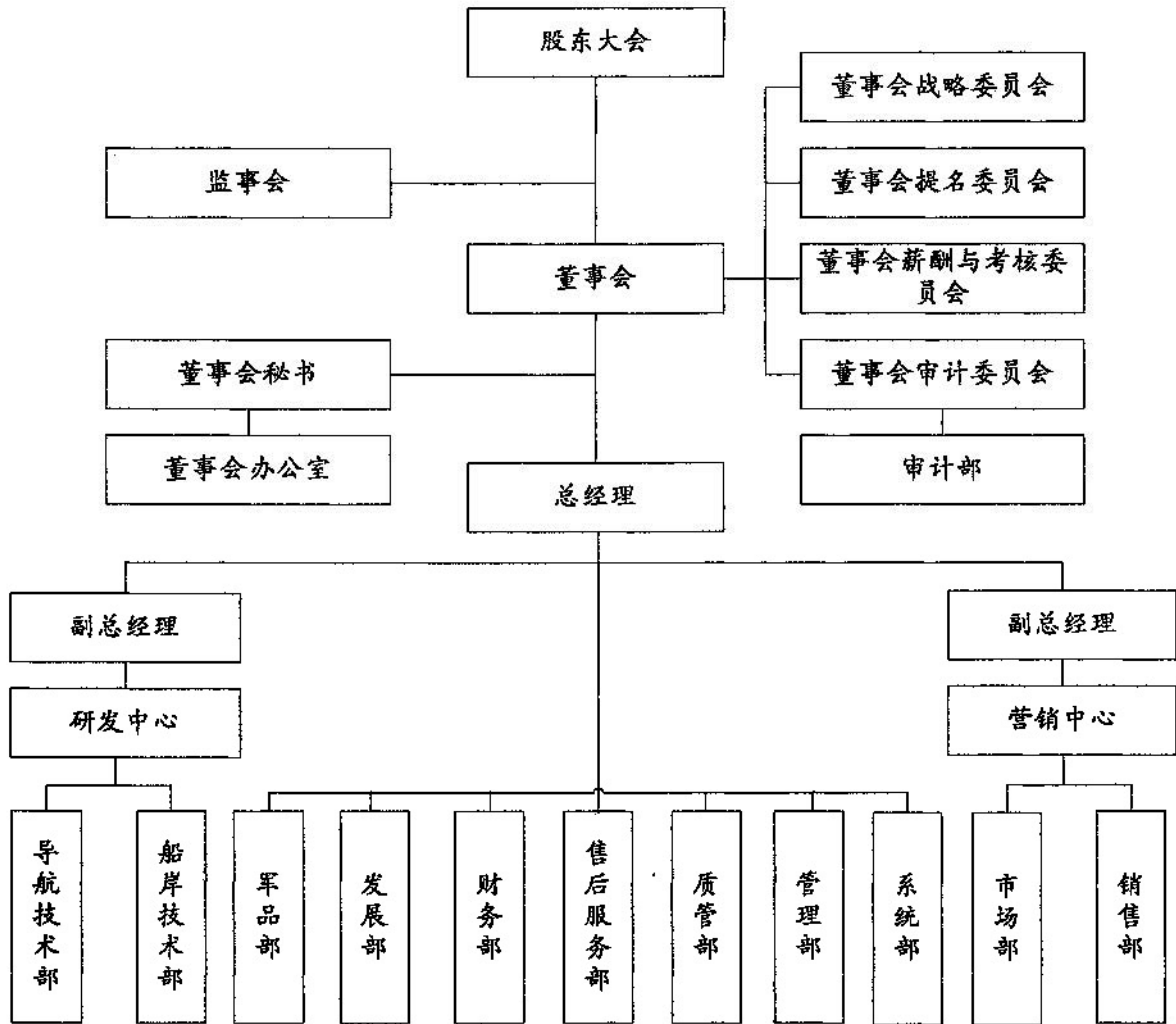 股东大会
董事会战略委员会
监事会
董事会提名委员会
董事会
董事会薪酬与考核委
员会
董事会秘书
董事会审计委员会
董事会办公室
总经理
审计部
副总经理
副总经理
研发中心
营销中心
导航技术部
船岸技术部
军品部
发展部
财务部
售后服务部
质管部
管理部
系统部
市场部
销售部